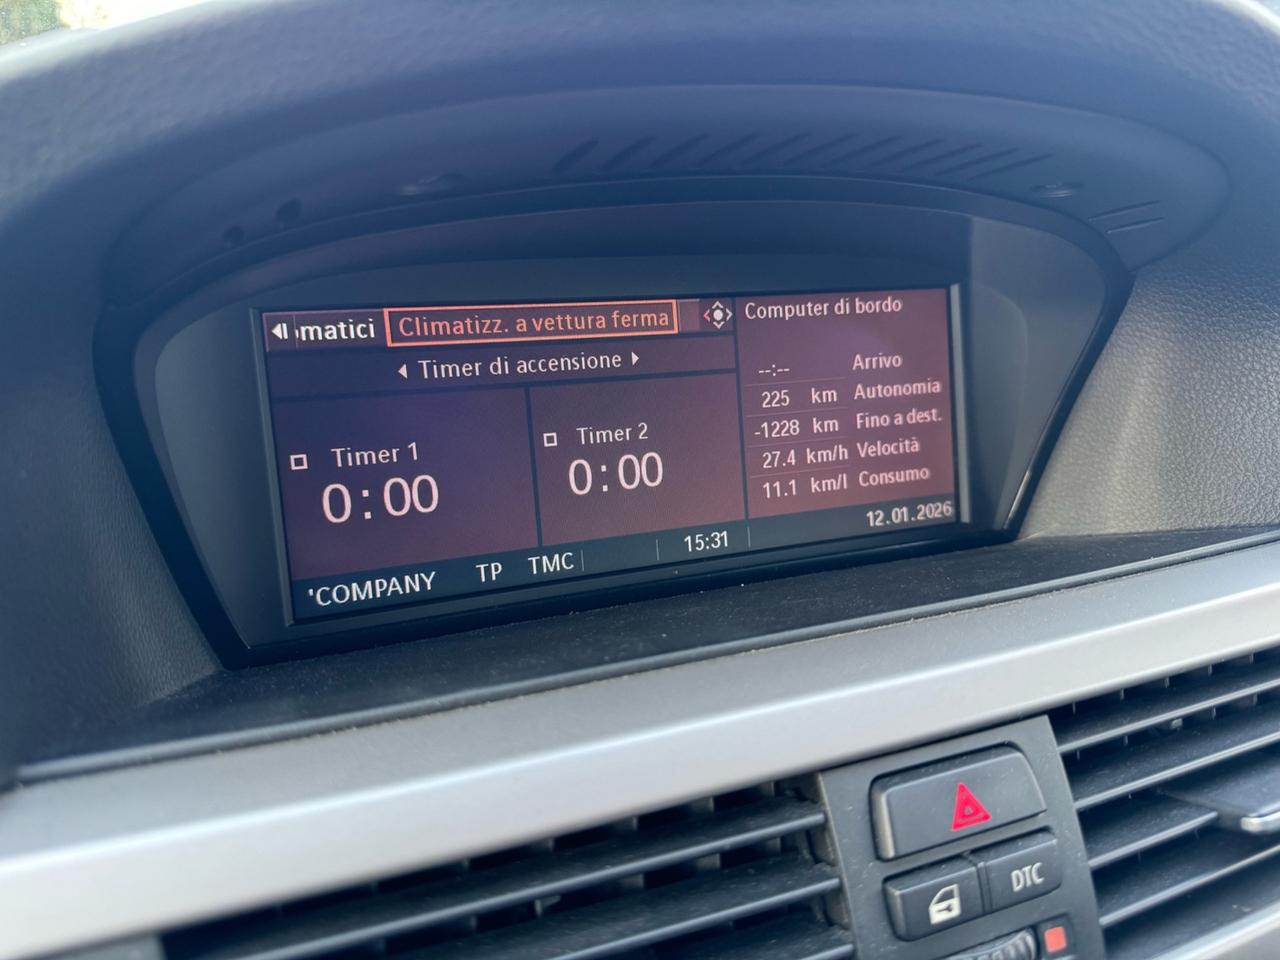 matici Climatizz. a vettura ferma
Timer di accensione
Timer 1
0:00
Timer 2
0:00
Computer di bordo
--:-- Arrivo
225 km Autonomia
-1228 km Fino a dest.
27.4 km/h Velocità
11.1 km/l Consumo
'COMPANY TP TMC 15:31 12.01.2026
DTC